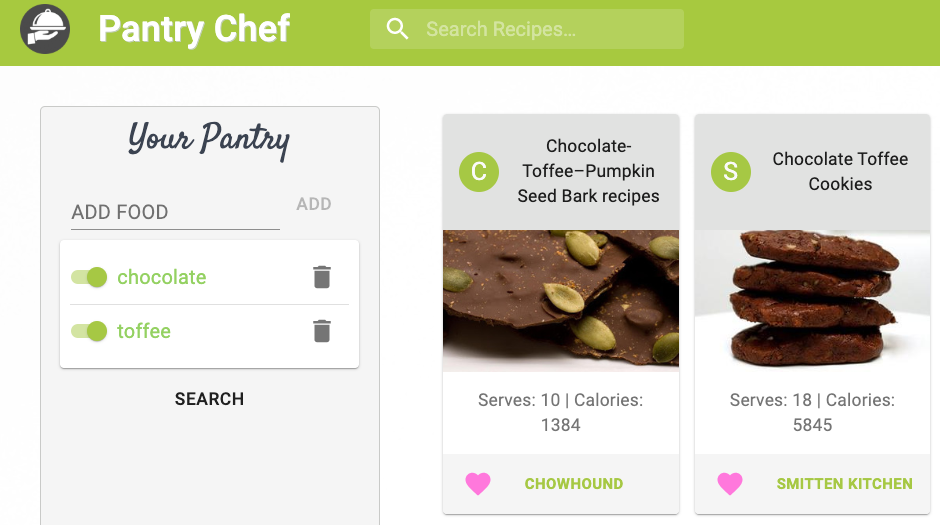 Pantry Chef
Search Recipes...
Your Pantry
ADD FOOD
ADD
chocolate
toffee
SEARCH
C
Chocolate-
Toffee–Pumpkin
Seed Bark recipes
Serves: 10 | Calories:
1384
CHOWHOUND
S
Chocolate Toffee
Cookies
Serves: 18 | Calories:
5845
SMITTEN KITCHEN